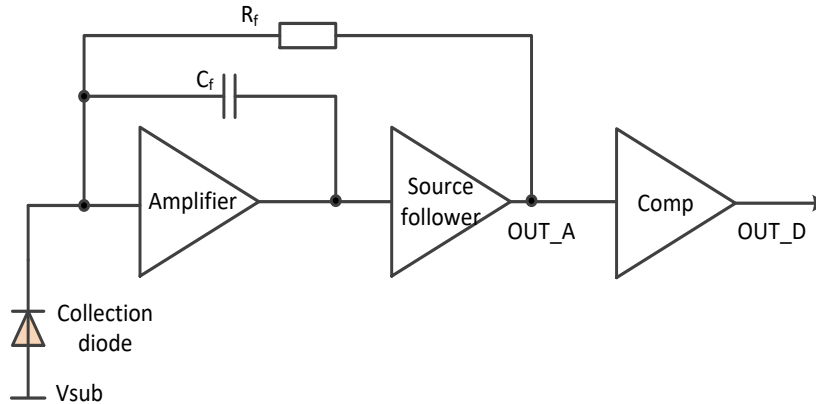 Rf
Cf
Amplifier
Source
follower
Comp
OUT_A
OUT_D
Collection
diode
Vsub